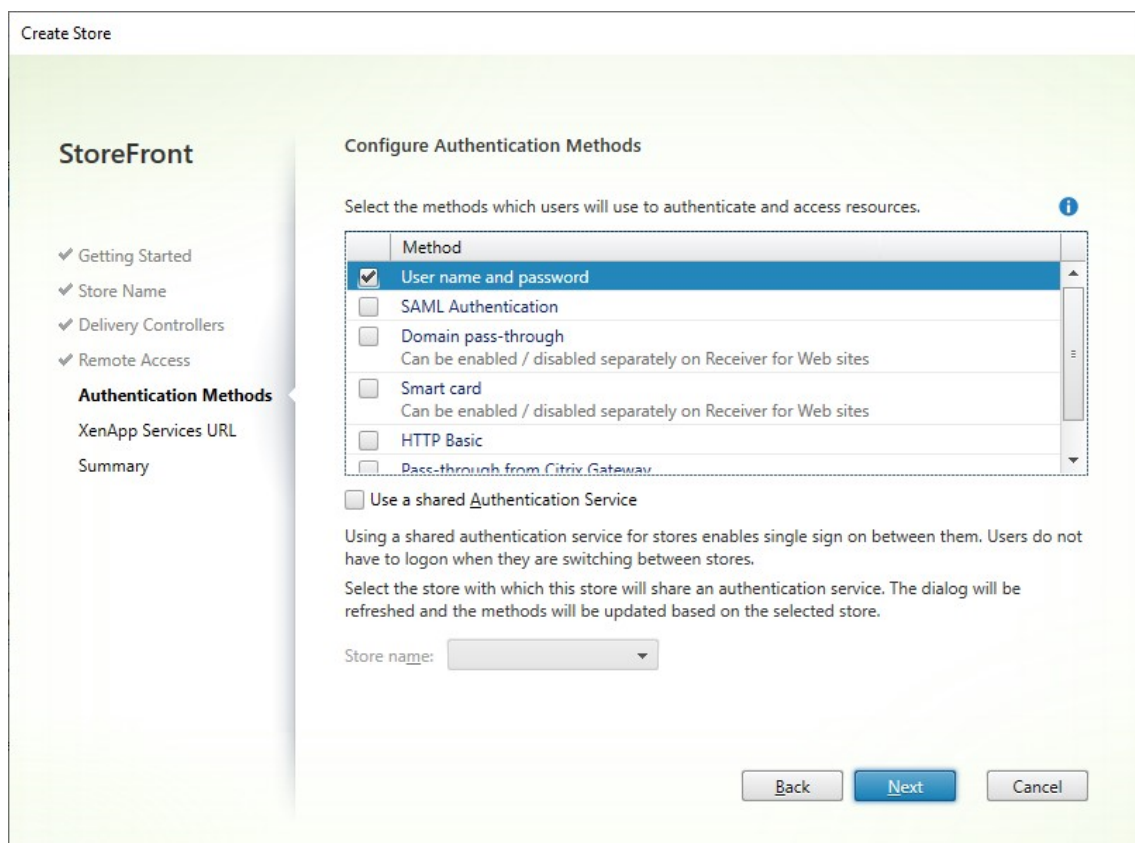 Create Store
StoreFront
Getting Started
Store Name
Delivery Controllers
Remote Access
Authentication Methods
XenApp Services URL
Summary
Configure Authentication Methods
Select the methods which users will use to authenticate and access resources.
Method
User name and password
SAML Authentication
Domain pass-through
Can be enabled / disabled separately on Receiver for Web sites
Smart card
Can be enabled / disabled separately on Receiver for Web sites
HTTP Basic
Pass-through from Citrix Gateway
Use a shared Authentication Service
Using a shared authentication service for stores enables single sign on between them. Users do not
have to logon when they are switching between stores.
Select the store with which this store will share an authentication service. The dialog will be
refreshed and the methods will be updated based on the selected store.
Store name:
Back
Next
Cancel